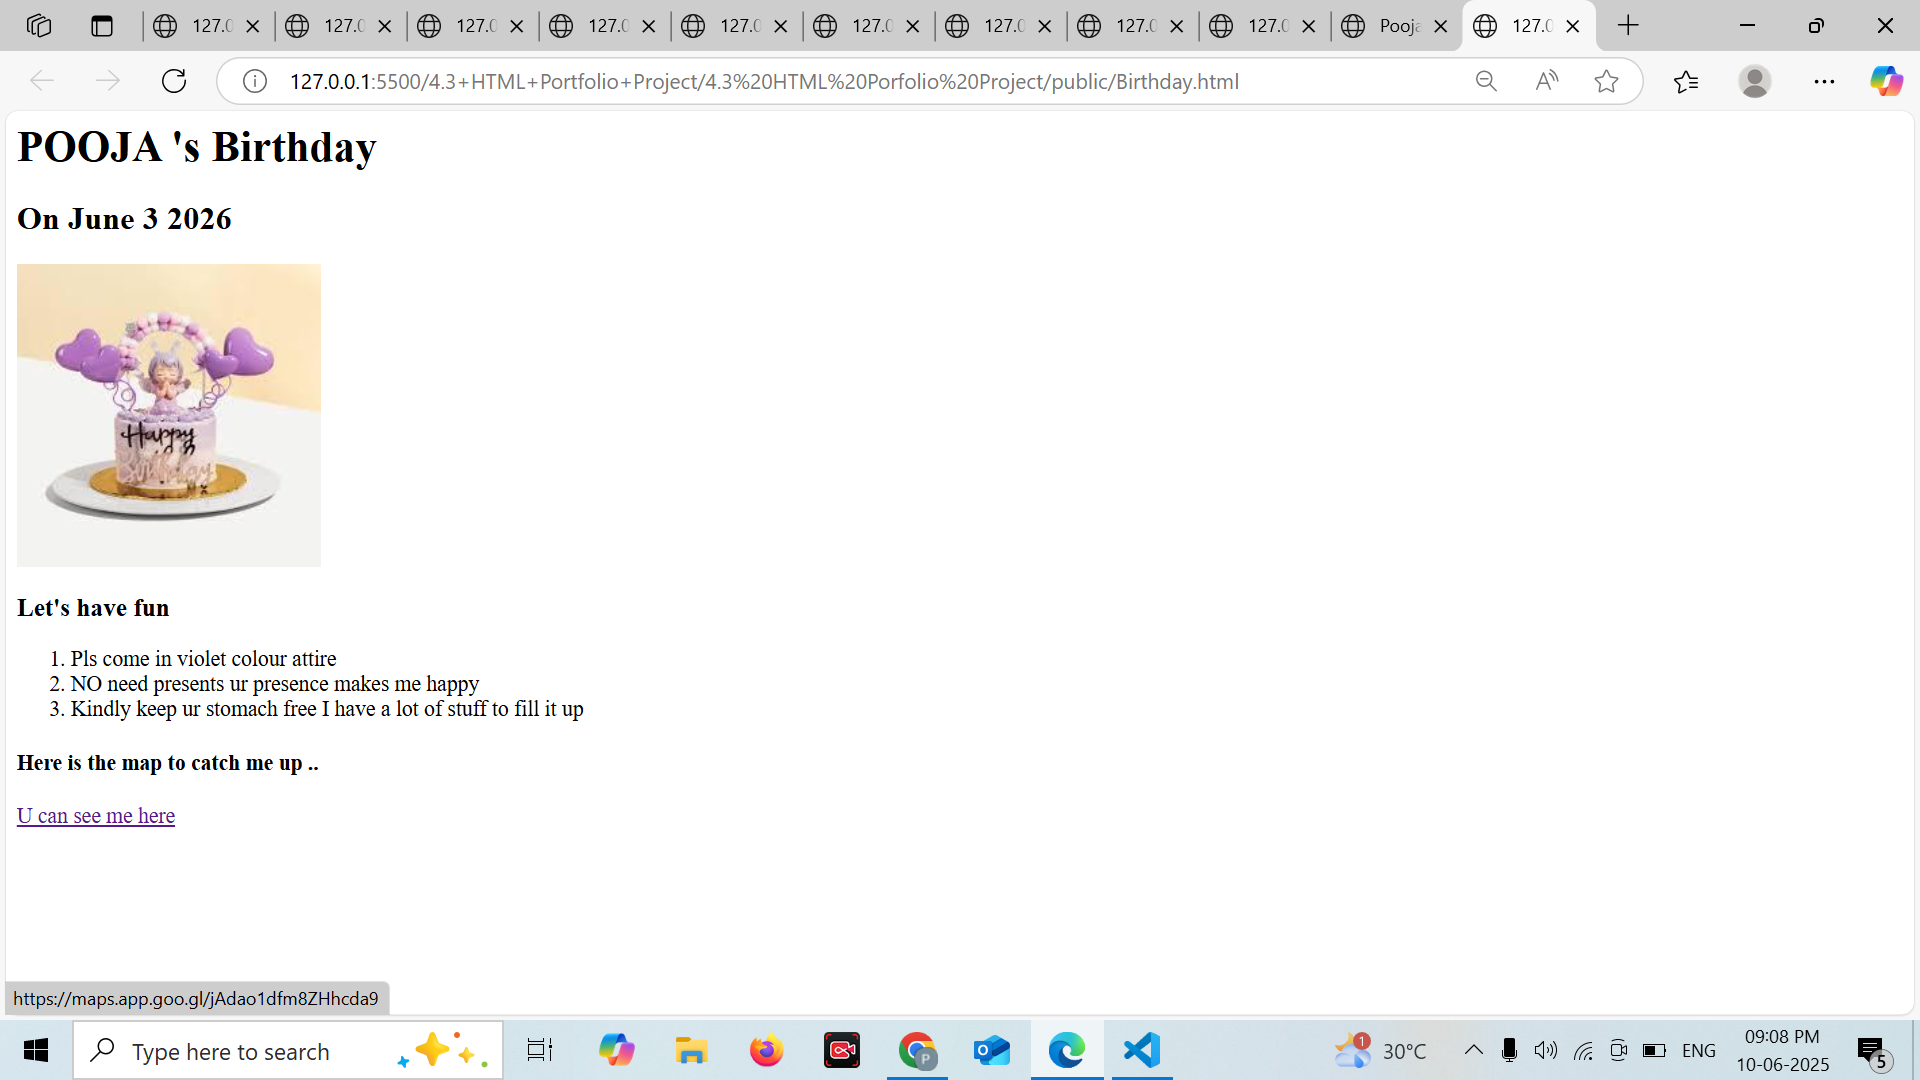 127.0
127.0
127.0
127.0
127.0
127.0
127.0
127.0
127.0
Pooja
127.0
127.0.0.1:5500/4.3+HTML+Portfolio+Project/4.3%20HTML%20Porfolio%20Project/public/Birthday.html
POOJA 's Birthday
On June 3 2026
Happy
Birthday
Let's have fun
1. Pls come in violet colour attire
2. NO need presents ur presence makes me happy
3. Kindly keep ur stomach free I have a lot of stuff to fill it up
Here is the map to catch me up ..
U can see me here
https://maps.app.goo.gl/jAdao1dfm8ZHhcda9
Type here to search
P
1
30°C
ENG
09:08 PM
10-06-2025
5